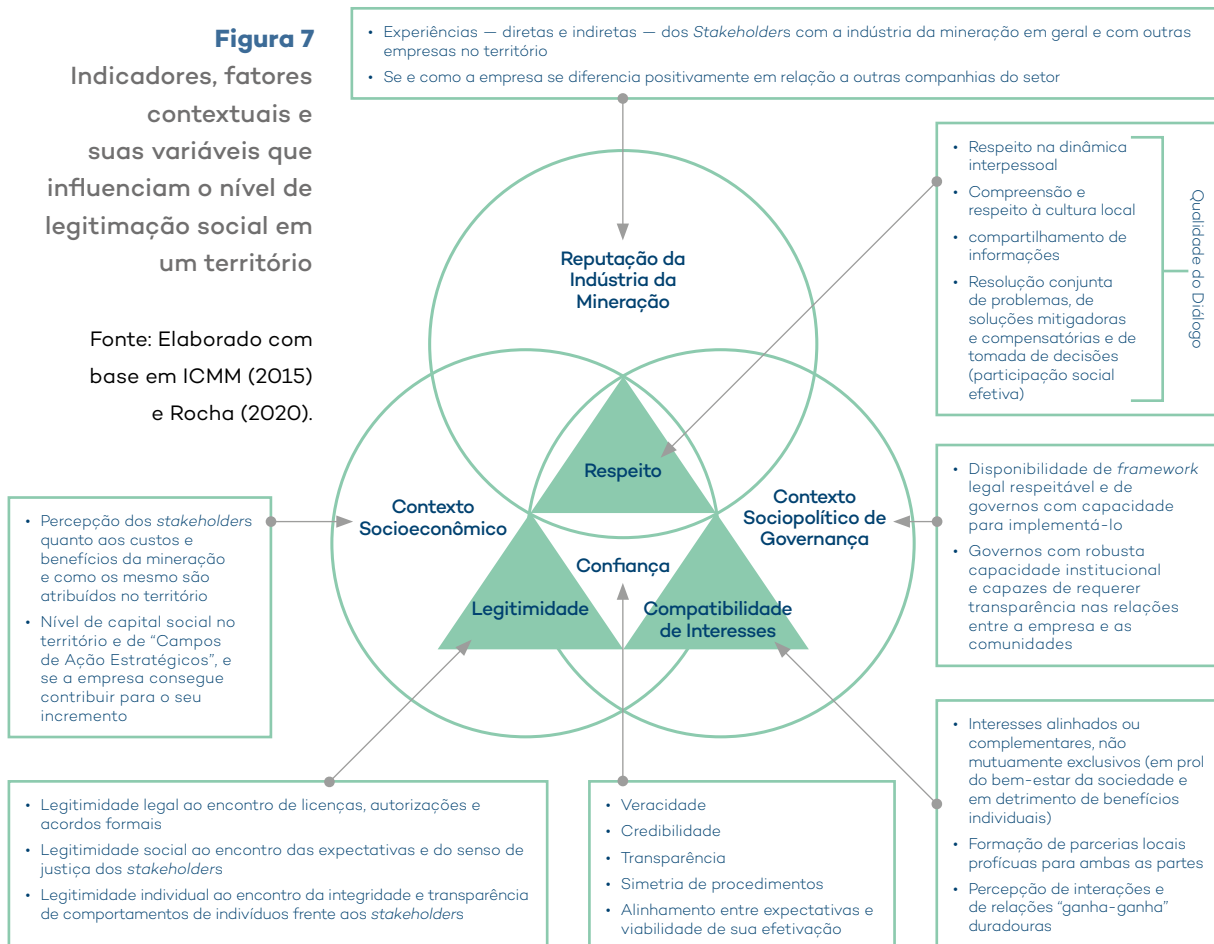 Figura 7
Indicadores, fatores
contextuais e
suas variáveis que
influenciam o nível de
legitimação social em
um território
Fonte: Elaborado com
base em ICMM (2015)
e Rocha (2020).
• Experiências — diretas e indiretas — dos Stakeholders com a indústria da mineração em geral e com outras
empresas no território
• Se e como a empresa se diferencia positivamente em relação a outras companhias do setor
• Respeito na dinâmica
interpessoal
• Compreensão e
respeito à cultura local
• compartilhamento de
informações
• Resolução conjunta
de problemas, de
soluções mitigadoras
e compensatórias e de
tomada de decisões
(participação social
efetiva)
Qualidade do Diálogo
Reputação da
Indústria da
Mineração
Respeito
Contexto
Socioeconômico
Contexto
Sociopolítico de
Governança
Confiança
Legitimidade
Compatibilidade
de Interesses
• Disponibilidade de framework
legal respeitável e de
governos com capacidade
para implementá-lo
• Governos com robusta
capacidade institucional
e capazes de requerer
transparência nas relações
entre a empresa e as
comunidades
• Percepção dos stakeholders
quanto aos custos e
benefícios da mineração
e como os mesmo são
atribuídos no território
• Nível de capital social no
território e de “Campos
de Ação Estratégicos”, e
se a empresa consegue
contribuir para o seu
incremento
• Interesses alinhados ou
complementares, não
mutuamente exclusivos (em prol
do bem-estar da sociedade e
em detrimento de benefícios
individuais)
• Formação de parcerias locais
profícuas para ambas as partes
• Percepção de interações e
de relações “ganha-ganha”
duradouras
• Legitimidade legal ao encontro de licenças, autorizações e
acordos formais
• Legitimidade social ao encontro das expectativas e do senso de
justiça dos stakeholders
• Legitimidade individual ao encontro da integridade e transparência
de comportamentos de indivíduos frente aos stakeholders
• Veracidade
• Credibilidade
• Transparência
• Simetria de procedimentos
• Alinhamento entre expectativas e
viabilidade de sua efetivação